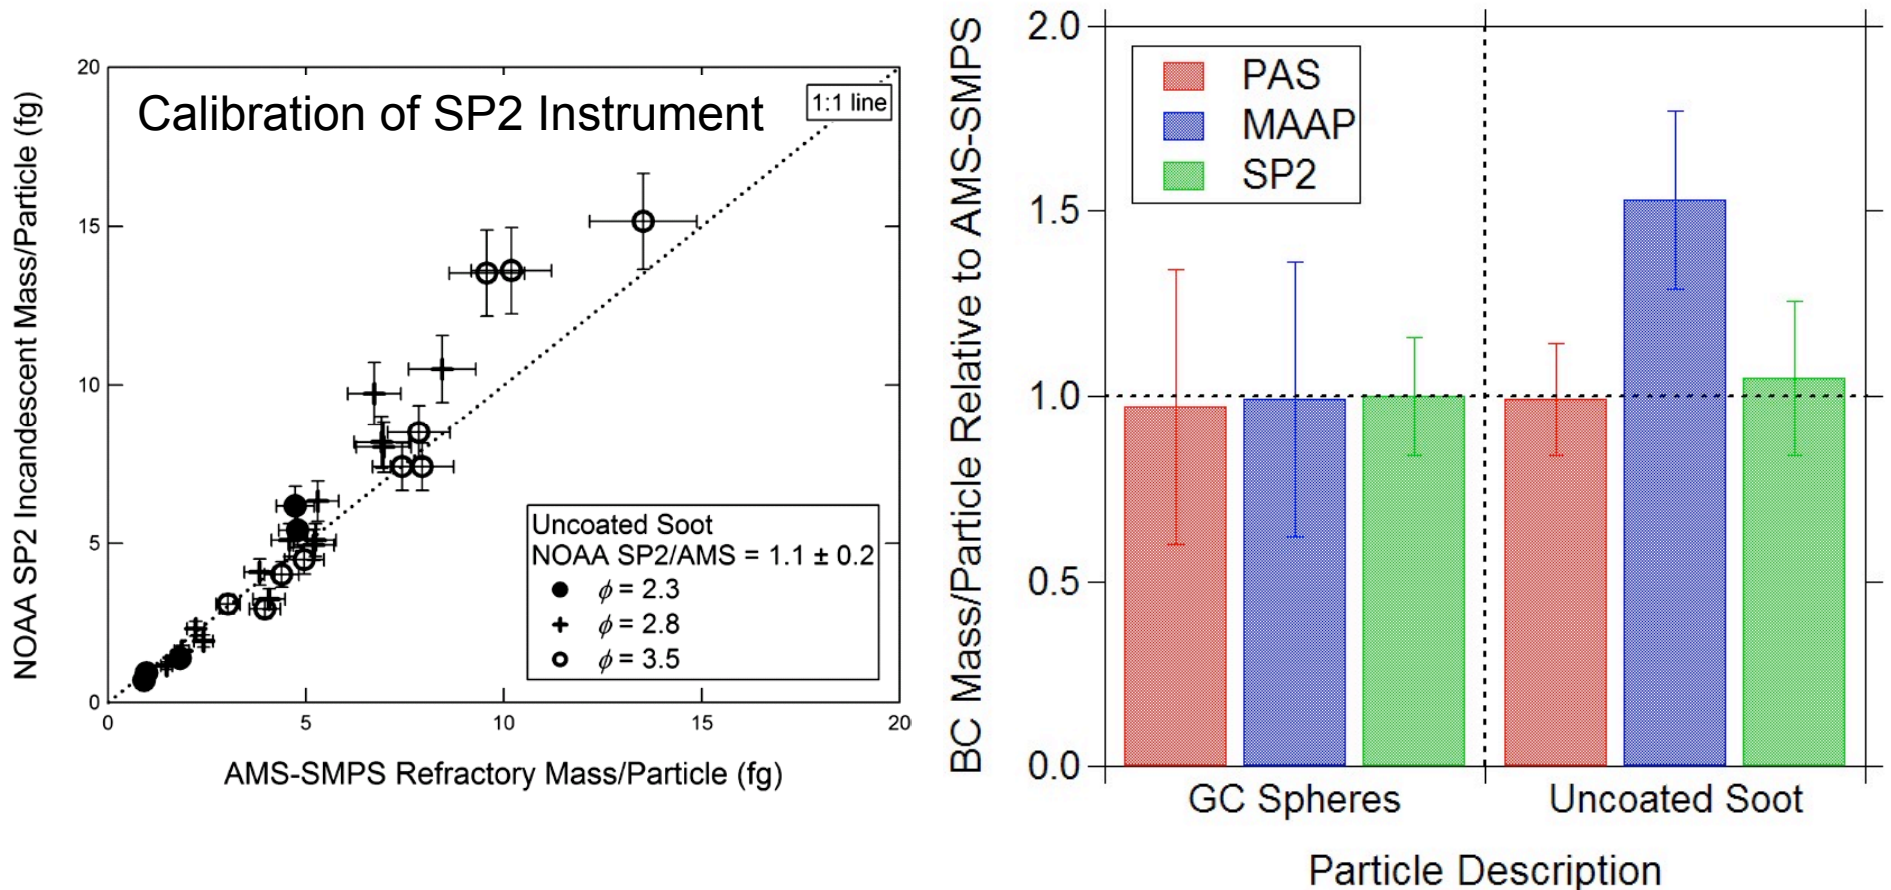 Calibration of SP2 Instrument
1:1 line
NOAA SP2 Incandescent Mass/Particle (fg)
20
15
10
5
0
0 5 10 15 20
AMS-SMPS Refractory Mass/Particle (fg)
Uncoated Soot
NOAA SP2/AMS = 1.1 ± 0.2
ϕ = 2.3
ϕ = 2.8
ϕ = 3.5
BC Mass/Particle Relative to AMS-SMPS
2.0
1.5
1.0
0.5
0.0
PAS
MAAP
SP2
GC Spheres Uncoated Soot
Particle Description